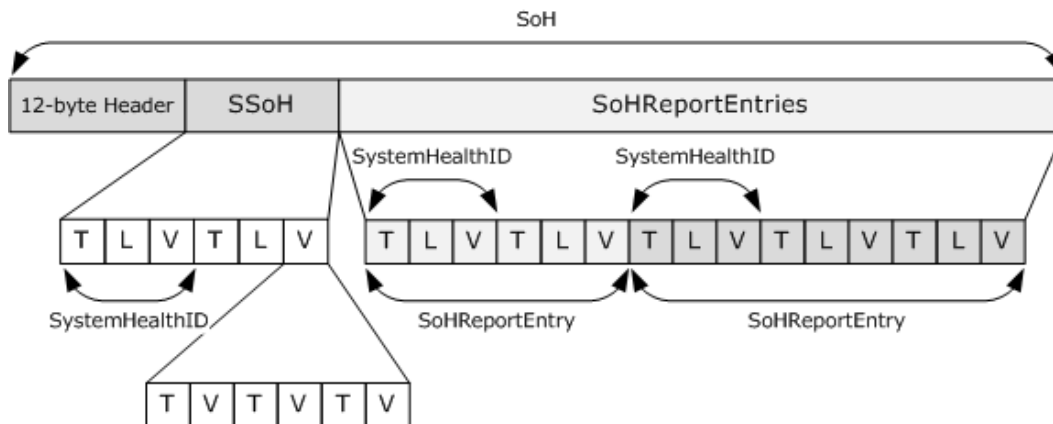 SoH
12-byte Header SSoH SoHReportEntries
SystemHealthID SystemHealthID
T L V T L V T L V T L V T L V T L V T L V
SystemHealthID SoHReportEntry SoHReportEntry
T V T V T V